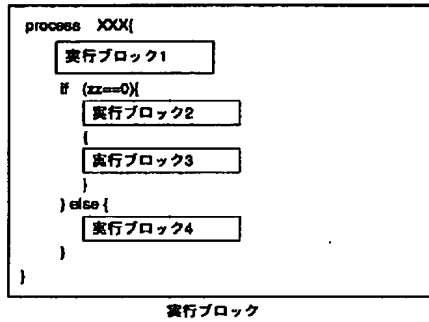 process XXX{
実行ブロック1
if (zz==0){
実行ブロック2
{
実行ブロック3
}
} else {
実行ブロック4
}
}
実行ブロック